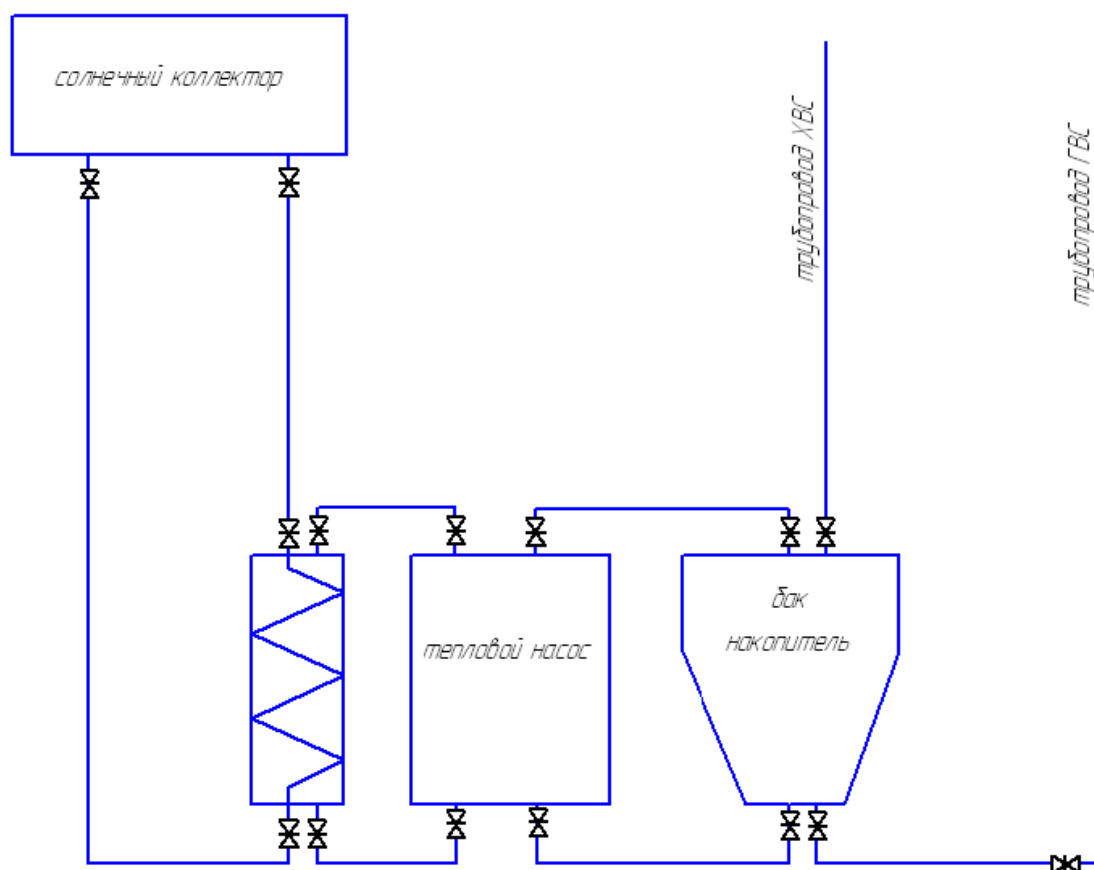 солнечный коллектор
трубопровод ХВС
трубопровод ГВС
тепловой насос
бак
накопитель